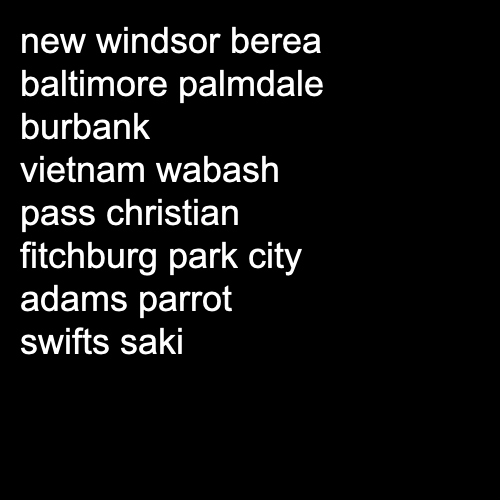 new windsor berea
baltimore palmdale
burbank
vietnam wabash
pass christian
fitchburg park city
adams parrot
swifts saki